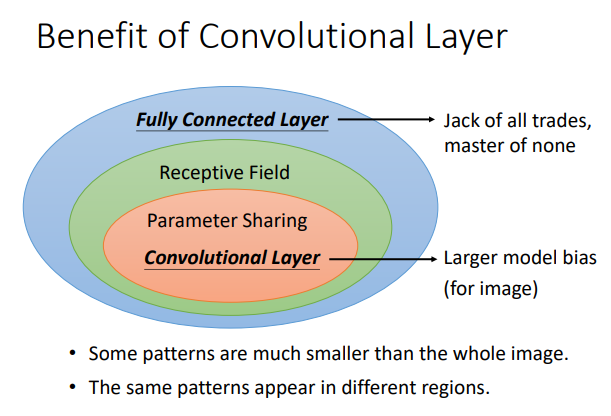 Benefit of Convolutional Layer
Fully Connected Layer
Jack of all trades,
master of none
Receptive Field
Parameter Sharing
Convolutional Layer
Larger model bias
(for image)
• Some patterns are much smaller than the whole image.
• The same patterns appear in different regions.